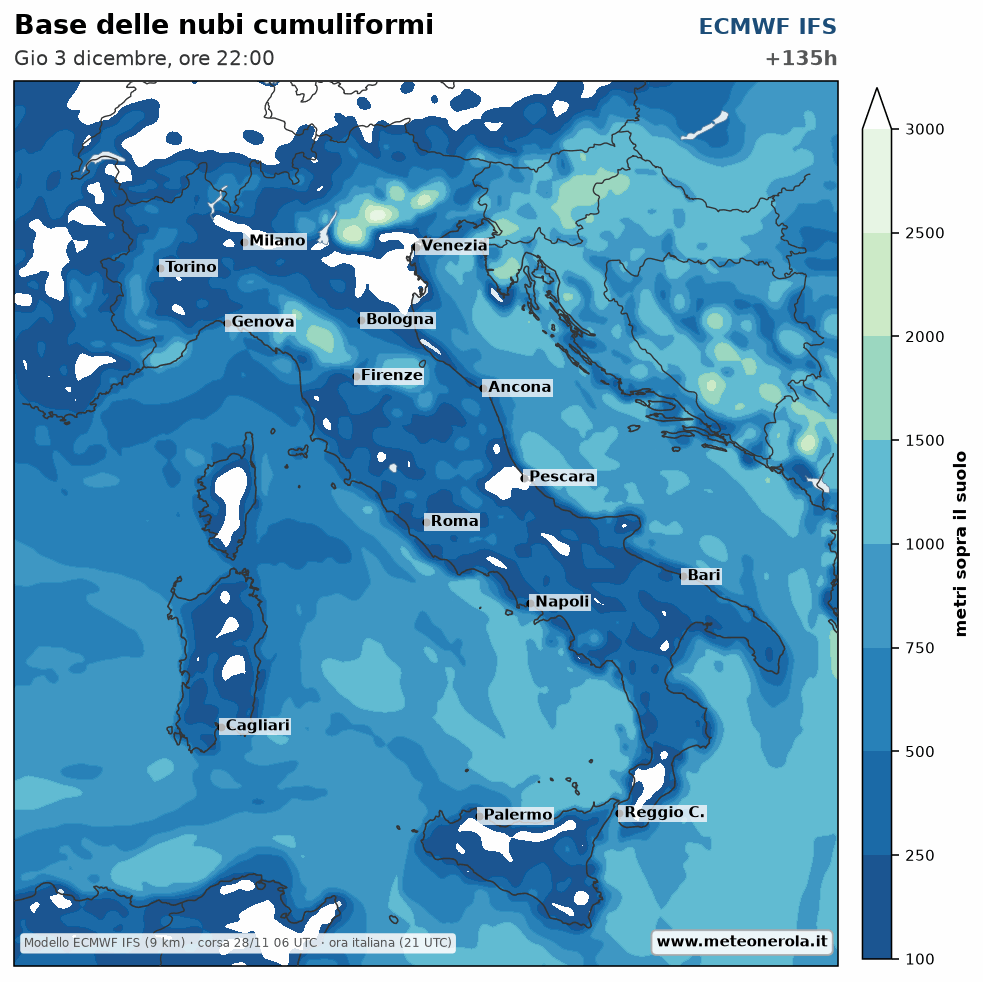 Base delle nubi cumuliformi
ECMWF IFS
Gio 3 dicembre, ore 22:00
+135h
3000
2500
2000
1500
1000
750
500
250
100
metri sopra il suolo
Milano
Venezia
Torino
Genova
Bologna
Firenze
Ancona
Pescara
Roma
Bari
Napoli
Cagliari
Palermo
Reggio C.
Modello ECMWF IFS (9 km) · corsa 28/11 06 UTC · ora italiana (21 UTC)
www.meteonerola.it